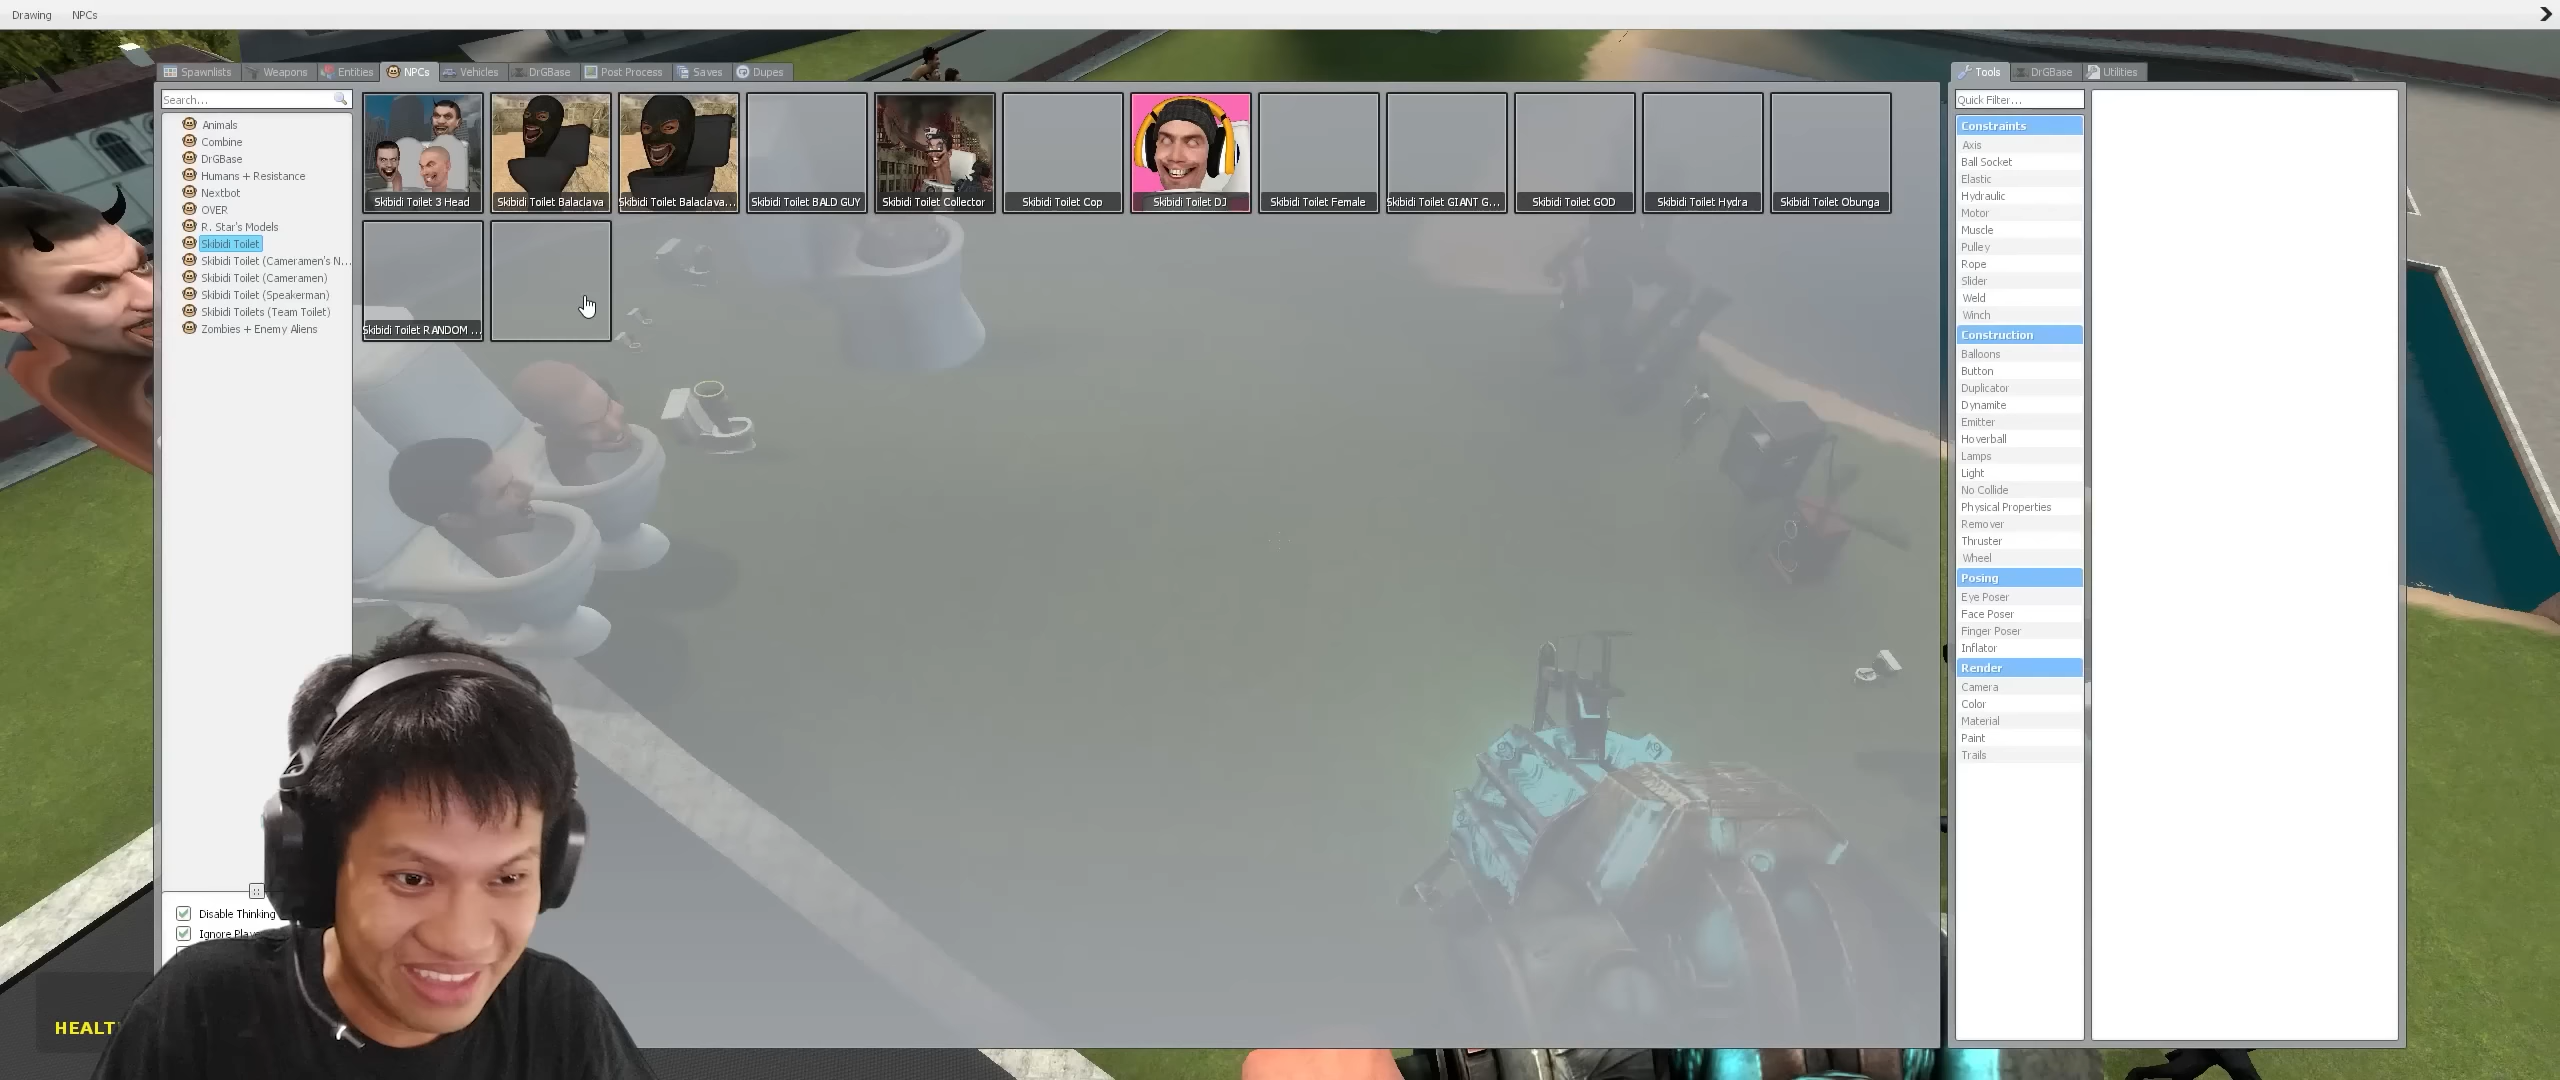 Drawing NPCs
Spawnlists Weapons Entities NPCs Vehicles DrGBase Post Process Saves Dupes
Search...
Animals
Combine
DrGBase
Humans + Resistance
Nextbot
OVER
R. Star's Models
Skibidi Toilet
Skibidi Toilet (Cameramen's N...
Skibidi Toilet (Cameramen)
Skibidi Toilet (Speakerman)
Skibidi Toilets (Team Toilet)
Zombies + Enemy Aliens
Skibidi Toilet 3 Head
Skibidi Toilet Balaclava
Skibidi Toilet Balaclava...
Skibidi Toilet BALD GUY
Skibidi Toilet Collector
Skibidi Toilet Cop
Skibidi Toilet DJ
Skibidi Toilet Female
Skibidi Toilet GIANT G...
Skibidi Toilet GOD
Skibidi Toilet Hydra
Skibidi Toilet Obunga
Skibidi Toilet RANDOM ...
Disable Thinking
Ignore
HEALT
Tools DrGBase Utilities
Quick Filter...
Constraints
Axis
Ball Socket
Elastic
Hydraulic
Motor
Muscle
Pulley
Rope
Slider
Weld
Winch
Construction
Balloons
Button
Duplicator
Dynamite
Emitter
Hoverball
Lamps
Light
No Collide
Physical Properties
Remover
Thruster
Wheel
Posing
Eye Poser
Face Poser
Finger Poser
Inflator
Render
Camera
Color
Material
Paint
Trails